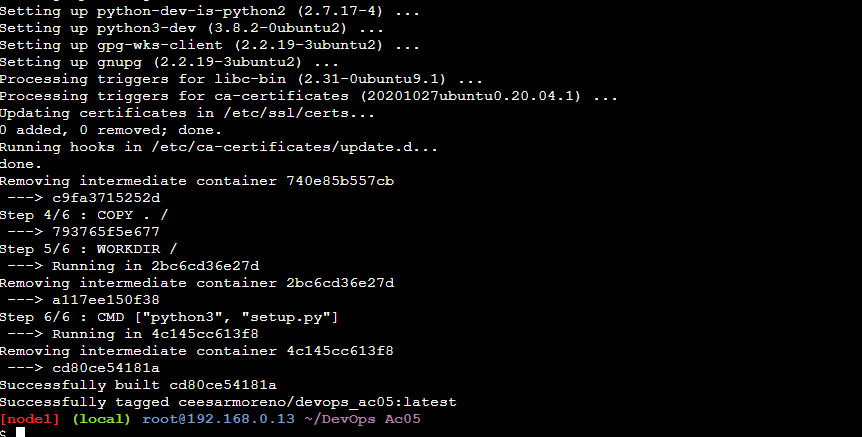 Setting up python-dev-is-python2 (2.7.17-4) ...
Setting up python3-dev (3.8.2-0ubuntu2) ...
Setting up gpg-wks-client (2.2.19-3ubuntu2) ...
Setting up gnupg (2.2.19-3ubuntu2) ...
Processing triggers for libc-bin (2.31-0ubuntu9.1) ...
Processing triggers for ca-certificates (20201027ubuntu0.20.04.1) ...
Updating certificates in /etc/ssl/certs...
0 added, 0 removed; done.
Running hooks in /etc/ca-certificates/update.d...
done.
Removing intermediate container 740e85b557cb
 ---> c9fa3715252d
Step 4/6 : COPY . /
 ---> 793765f5e677
Step 5/6 : WORKDIR /
 ---> Running in 2bc6cd36e27d
Removing intermediate container 2bc6cd36e27d
 ---> a117ee150f38
Step 6/6 : CMD ["python3", "setup.py"]
 ---> Running in 4c145cc613f8
Removing intermediate container 4c145cc613f8
 ---> cd80ce54181a
Successfully built cd80ce54181a
Successfully tagged ceesarmoreno/devops_ac05:latest
[node1] (local) root@192.168.0.13 ~/DevOps Ac05
$